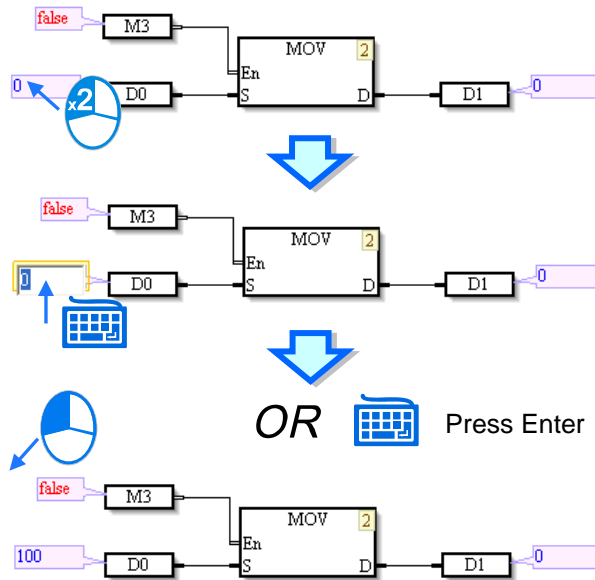 false
M3
MOV 2
En
0 D0 S D D1 0
x2
false
M3
MOV 2
En
0 D0 S D D1 0
OR Press Enter
false
M3
MOV 2
En
100 D0 S D D1 0